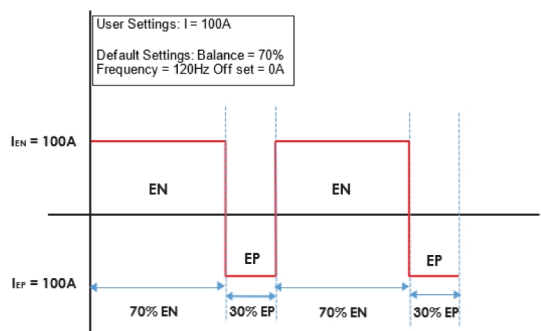 User Settings: I = 100A
Default Settings: Balance = 70%
Frequency = 120Hz Off set = 0A
IEN = 100A
EN
EN
EP
EP
IEP = 100A
70% EN
30% EP
70% EN
30% EP